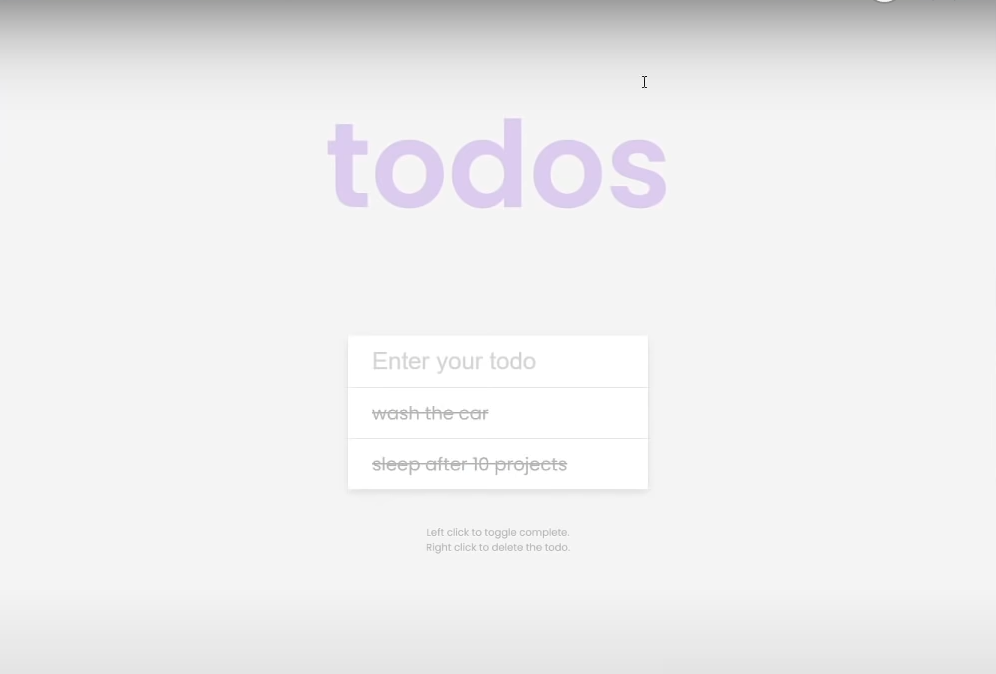 todos
Enter your todo
wash the car
sleep after 10 projects
Left click to toggle complete.
Right click to delete the todo.